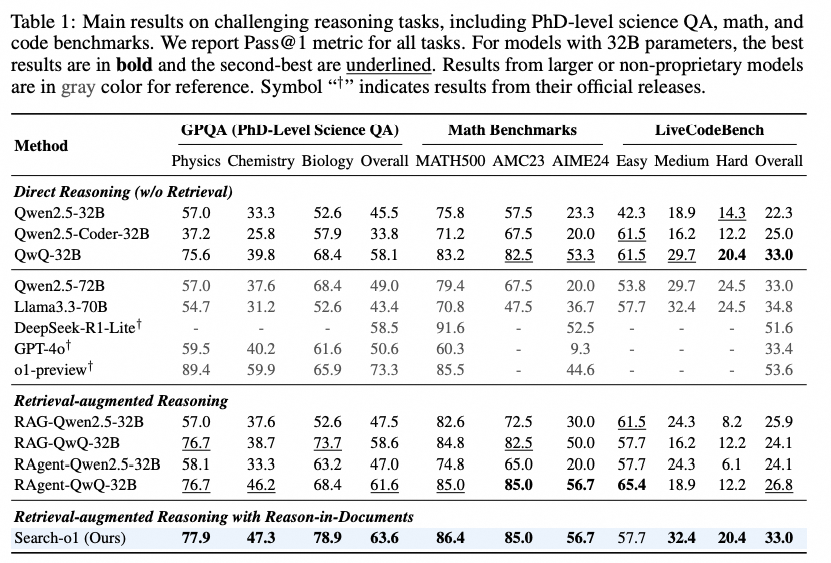 Table 1: Main results on challenging reasoning tasks, including PhD-level science QA, math, and
code benchmarks. We report Pass@1 metric for all tasks. For models with 32B parameters, the best
results are in bold and the second-best are underlined. Results from larger or non-proprietary models
are in gray color for reference. Symbol “†” indicates results from their official releases.
Method GPQA (PhD-Level Science QA) Math Benchmarks LiveCodeBench
Physics Chemistry Biology Overall MATH500 AMC23 AIME24 Easy Medium Hard Overall
Direct Reasoning (w/o Retrieval)
Qwen2.5-32B 57.0 33.3 52.6 45.5 75.8 57.5 23.3 42.3 18.9 14.3 22.3
Qwen2.5-Coder-32B 37.2 25.8 57.9 33.8 71.2 67.5 20.0 61.5 16.2 12.2 25.0
QwQ-32B 75.6 39.8 68.4 58.1 83.2 82.5 53.3 61.5 29.7 20.4 33.0
Qwen2.5-72B 57.0 37.6 68.4 49.0 79.4 67.5 20.0 53.8 29.7 24.5 33.0
Llama3.3-70B 54.7 31.2 52.6 43.4 70.8 47.5 36.7 57.7 32.4 24.5 34.8
DeepSeek-R1-Lite† - - - 58.5 91.6 - 52.5 - - - 51.6
GPT-4o† 59.5 40.2 61.6 50.6 60.3 - 9.3 - - - 33.4
o1-preview† 89.4 59.9 65.9 73.3 85.5 - 44.6 - - - 53.6
Retrieval-augmented Reasoning
RAG-Qwen2.5-32B 57.0 37.6 52.6 47.5 82.6 72.5 30.0 61.5 24.3 8.2 25.9
RAG-QwQ-32B 76.7 38.7 73.7 58.6 84.8 82.5 50.0 57.7 16.2 12.2 24.1
RAgent-Qwen2.5-32B 58.1 33.3 63.2 47.0 74.8 65.0 20.0 57.7 24.3 6.1 24.1
RAgent-QwQ-32B 76.7 46.2 68.4 61.6 85.0 85.0 56.7 65.4 18.9 12.2 26.8
Retrieval-augmented Reasoning with Reason-in-Documents
Search-o1 (Ours) 77.9 47.3 78.9 63.6 86.4 85.0 56.7 57.7 32.4 20.4 33.0